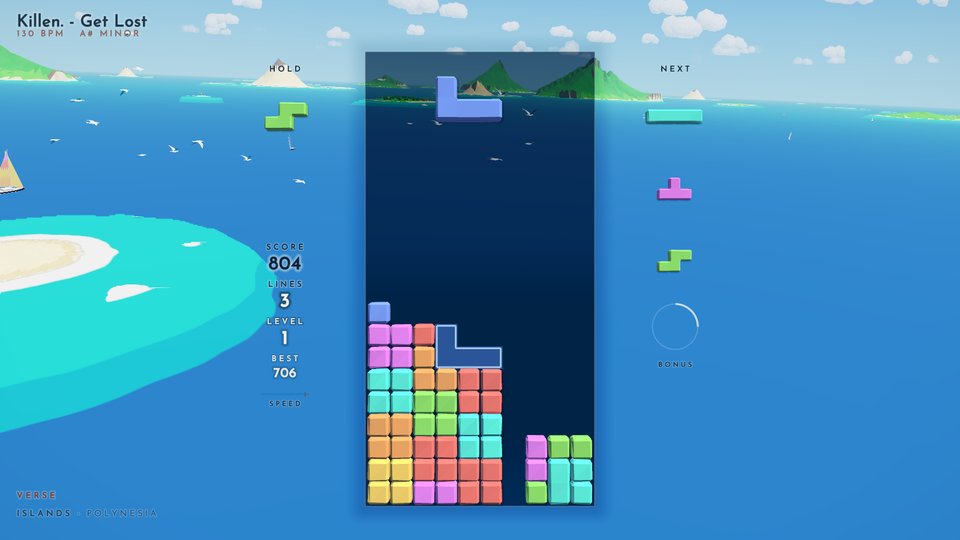 Killen. - Get Lost
130 BPM A# MINOR
HOLD
NEXT
SCORE
804
LINES
3
LEVEL
1
BEST
706
SPEED
BONUS
VERSE
ISLANDS - POLYNESIA